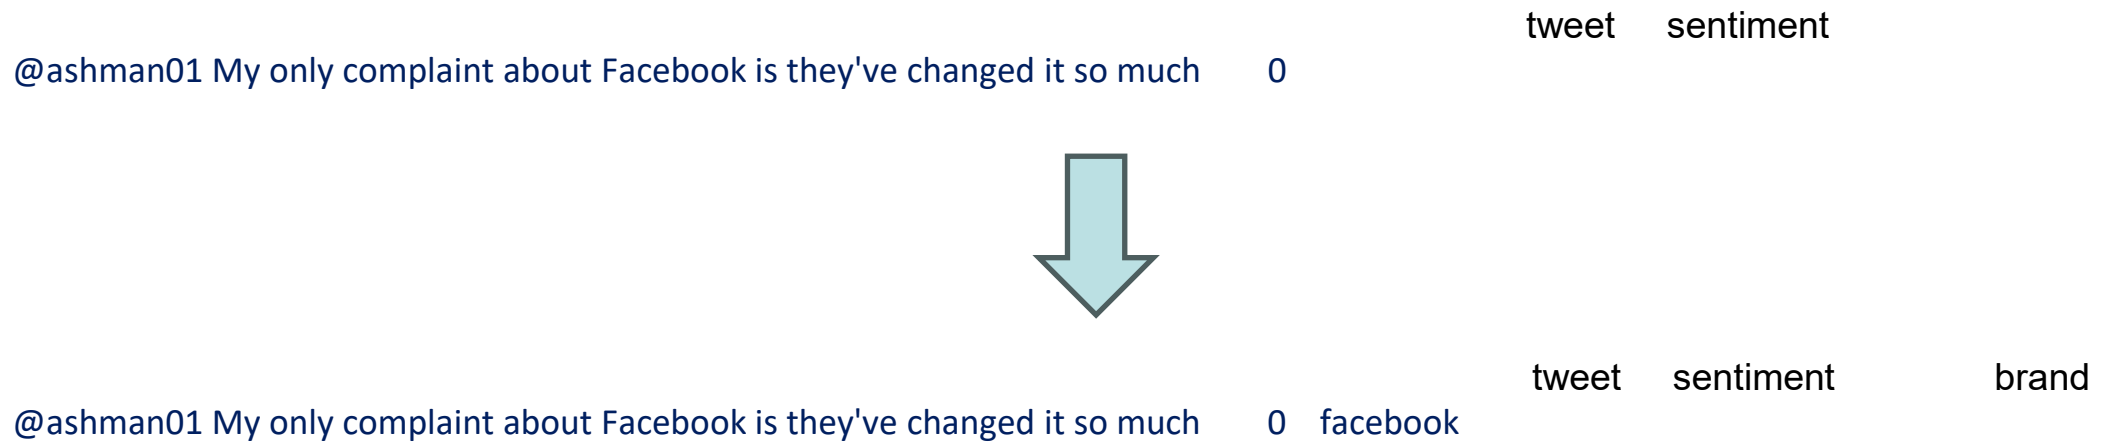 tweet sentiment
@ashman01 My only complaint about Facebook is they've changed it so much 0
tweet sentiment brand
@ashman01 My only complaint about Facebook is they've changed it so much 0 facebook